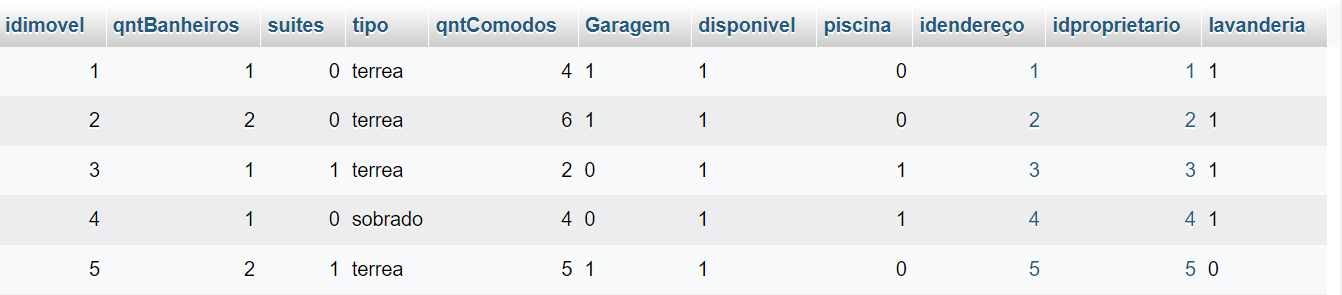 idimovel qntBanheiros suites tipo qntComodos Garagem disponivel piscina idendereço idproprietario lavanderia
1 1 0 terrea 4 1 1 0 1 1 1
2 2 0 terrea 6 1 1 0 2 2 1
3 1 1 terrea 2 0 1 1 3 3 1
4 1 0 sobrado 4 0 1 1 4 4 1
5 2 1 terrea 5 1 1 0 5 5 0